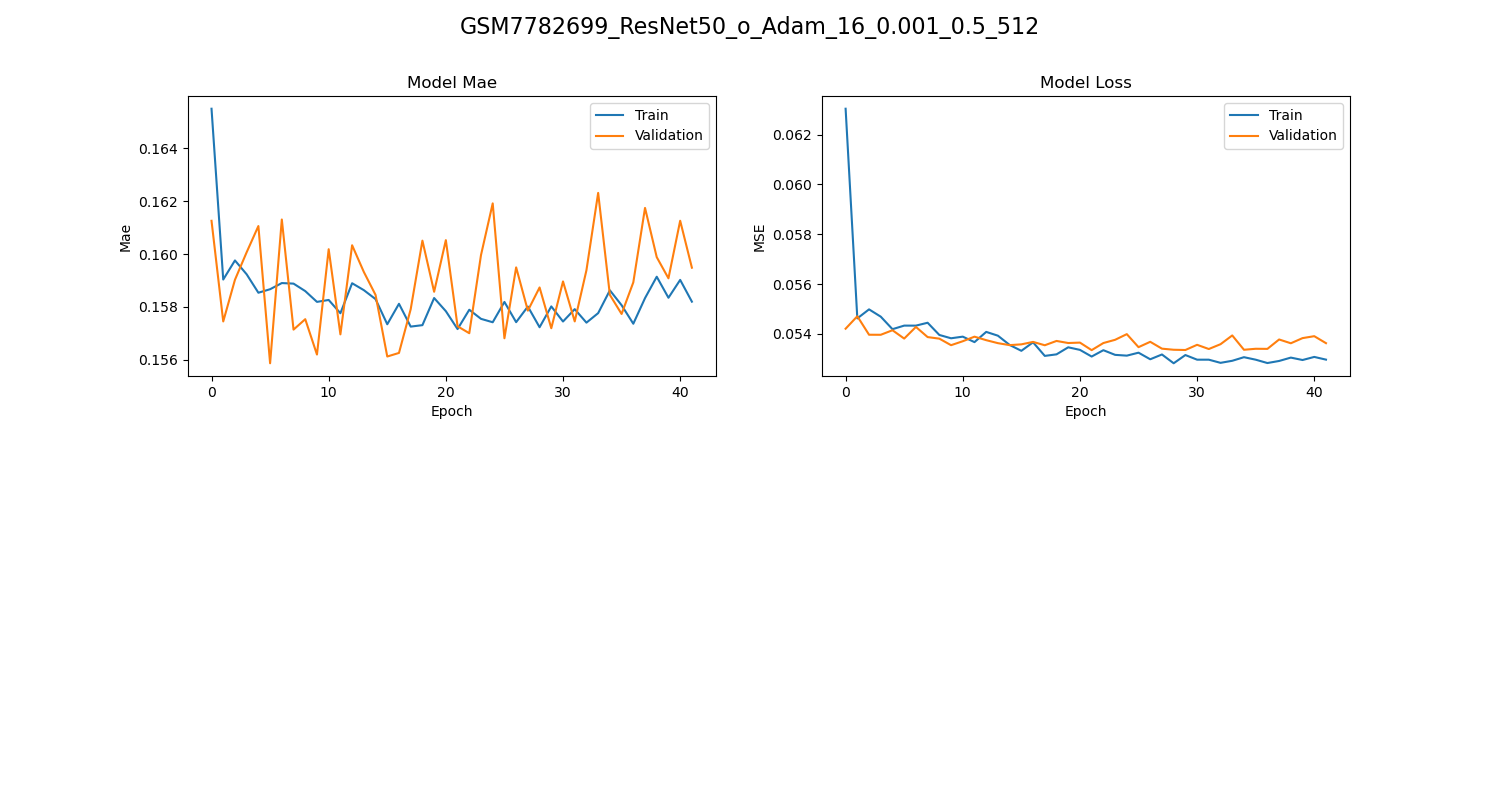 GSM7782699_ResNet50_o_Adam_16_0.001_0.5_512
Model Mae
Train
Validation
0.164
0.162
0.160
0.158
0.156
Mae
0
10
20
30
40
Epoch
Model Loss
Train
Validation
0.062
0.060
0.058
0.056
0.054
MSE
0
10
20
30
40
Epoch